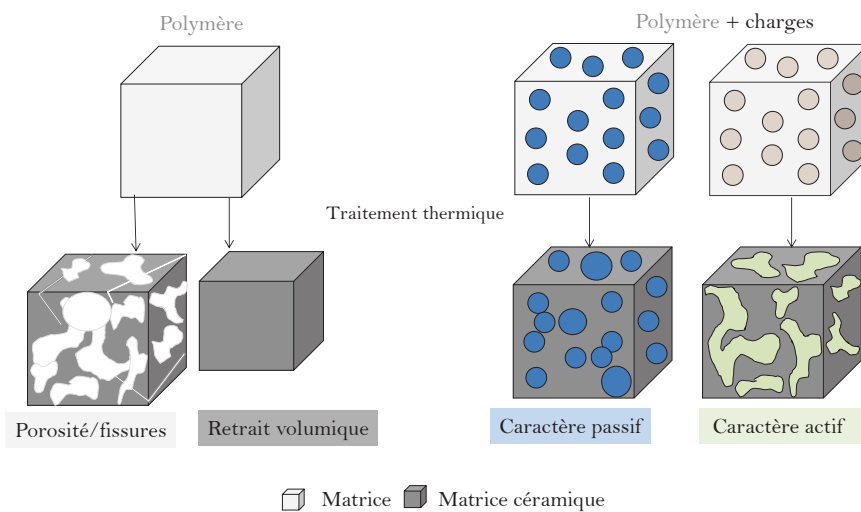 Polymère
Polymère + charges
Traitement thermique
Porosité/fissures
Retrait volumique
Caractère passif
Caractère actif
Matrice
Matrice céramique